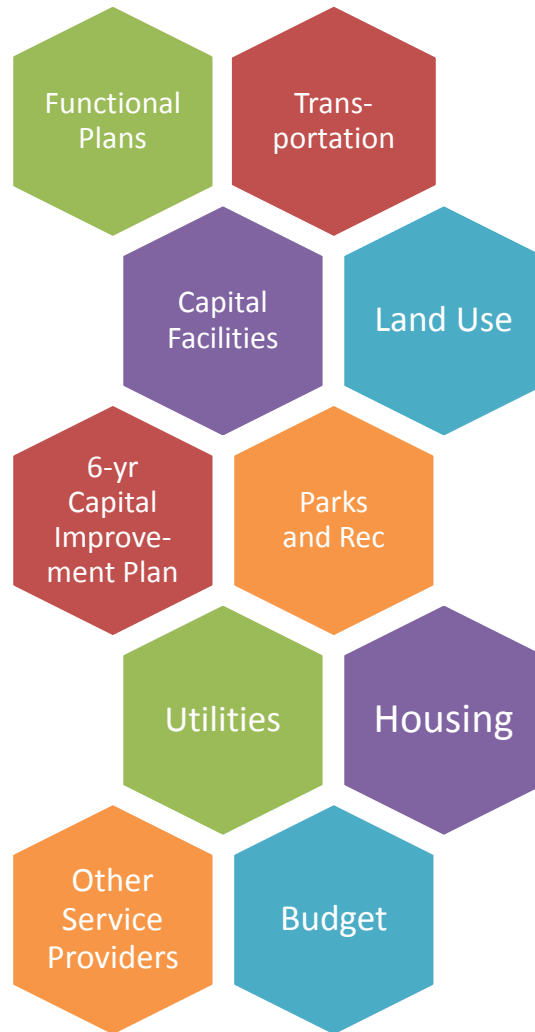 Functional
Plans
Trans-
portation
Capital
Facilities
Land Use
6-yr
Capital
Improve-
ment Plan
Parks
and Rec
Utilities
Housing
Other
Service
Providers
Budget